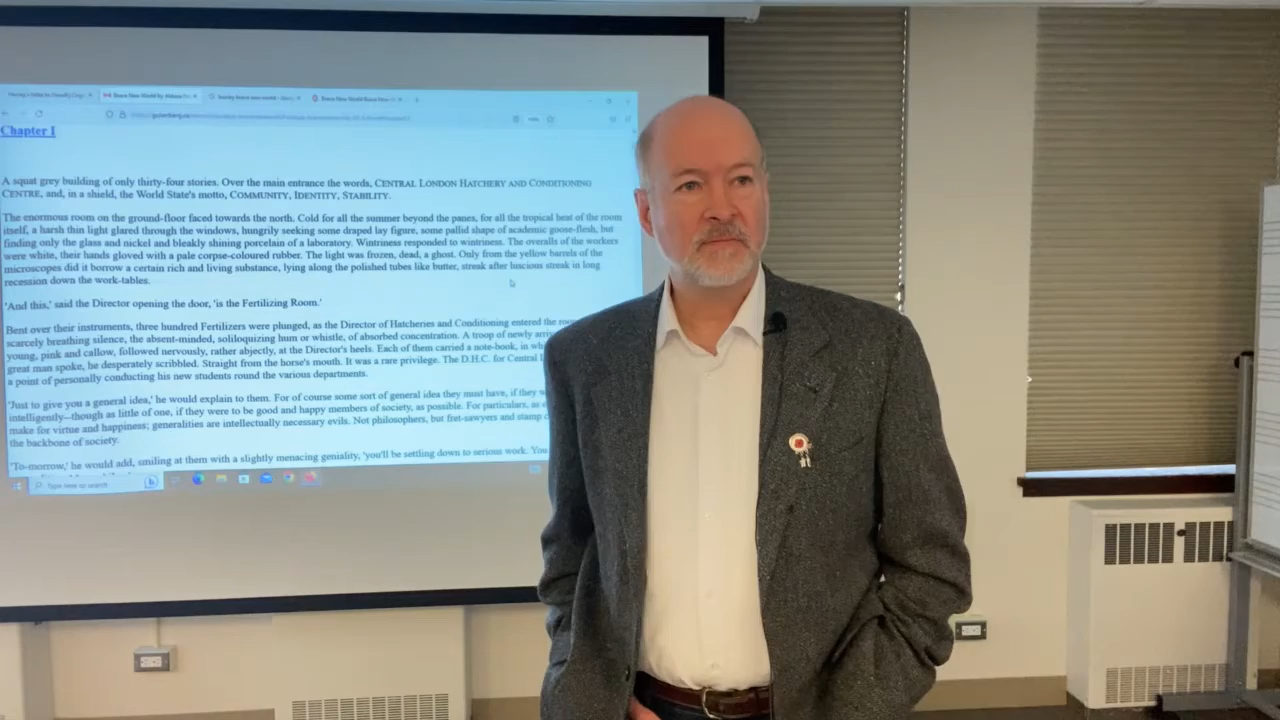 Brave New World by Aldous
Chapter I
A squat grey building of only thirty-four stories. Over the main entrance the words, CENTRAL LONDON HATCHERY AND CONDITIONING
CENTRE, and, in a shield, the World State's motto, COMMUNITY, IDENTITY, STABILITY.
The enormous room on the ground-floor faced towards the north. Cold for all the summer beyond the panes, for all the tropical heat of the room
itself, a harsh thin light glared through the windows, hungrily seeking some draped lay figure, some pallid shape of academic goose-flesh, but
finding only the glass and nickel and bleakly shining porcelain of a laboratory. Wintriness responded to wintriness. The overalls of the workers
were white, their hands gloved with a pale corpse-coloured rubber. The light was frozen, dead, a ghost. Only from the yellow barrels of the
microscopes did it borrow a certain rich and living substance, lying along the polished tubes like butter, streak after luscious streak in long
recession down the work-tables.
'And this,' said the Director opening the door, 'is the Fertilizing Room.'
Bent over their instruments, three hundred Fertilizers were plunged, as the Director of Hatcheries and Conditioning entered the
scarcely breathing silence, the absent-minded, soliloquizing hum or whistle, of absorbed concentration. A troop of newly
young, pink and callow, followed nervously, rather abjectly, at the Director's heels. Each of them carried a note-book, in
great man spoke, he desperately scribbled. Straight from the horse's mouth. It was a rare privilege. The D.H.C. for Central
a point of personally conducting his new students round the various departments.
'Just to give you a general idea,' he would explain to them. For of course some sort of general idea they must have, if they
intelligently—though as little of one, if they were to be good and happy members of society, as possible. For particulars, as
make for virtue and happiness; generalities are intellectually necessary evils. Not philosophers, but fret-sawyers and stamp
the backbone of society.
'To-morrow,' he would add, smiling at them with a slightly menacing geniality, 'you'll be settling down to serious work. You
Type here to search